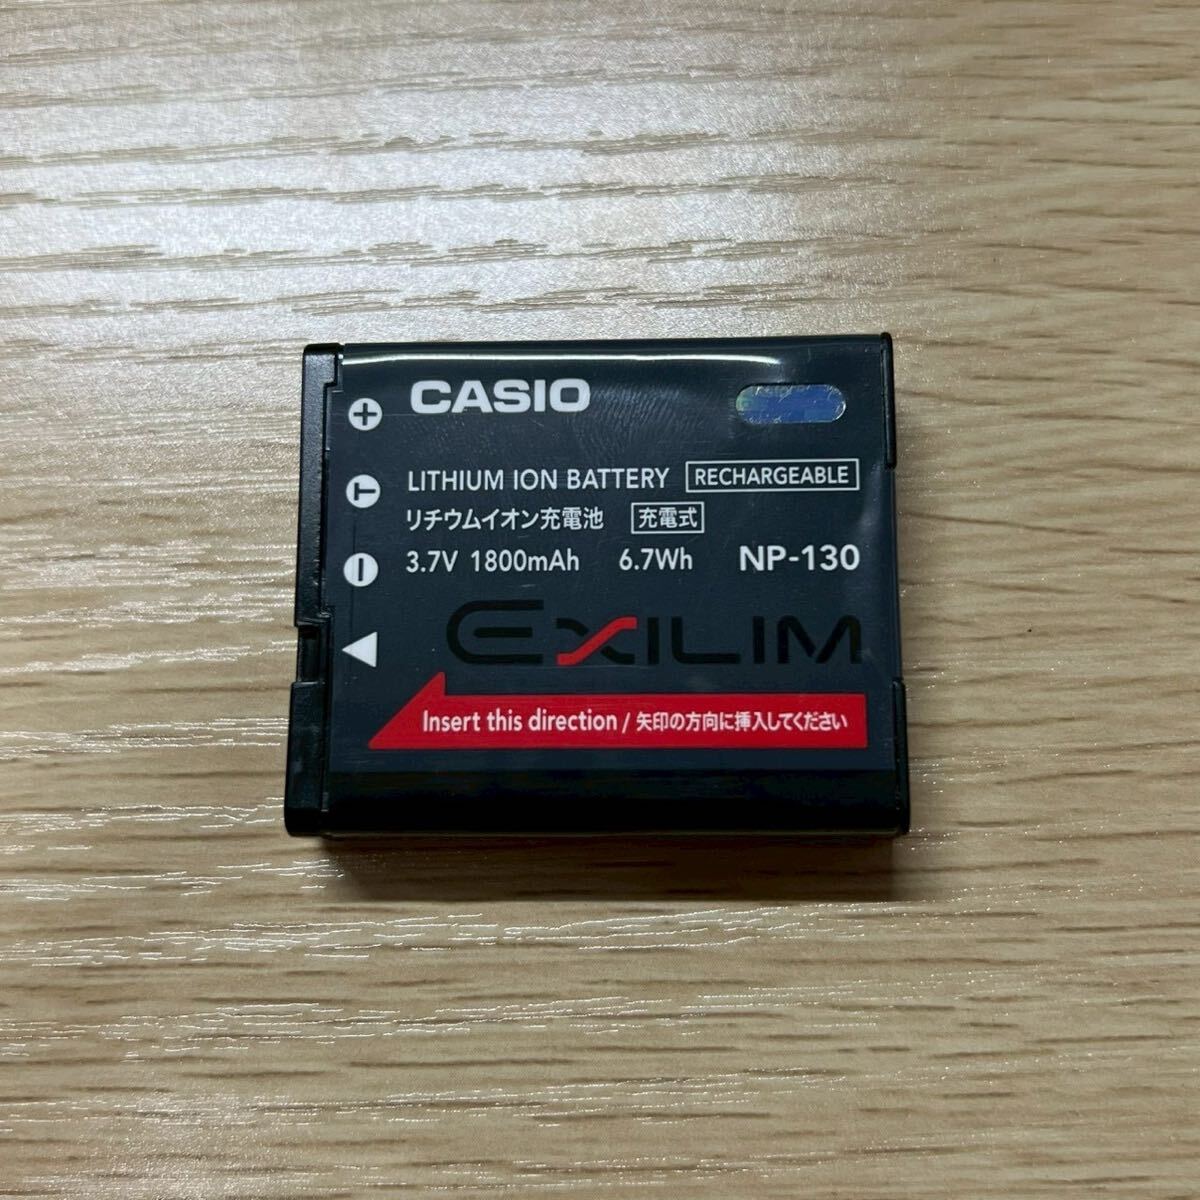 CASIO
LITHIUM ION BATTERY RECHARGEABLE
リチウムイオン充電池 充電式
3.7V 1800mAh 6.7Wh NP-130
EXILIM
Insert this direction / 矢印の方向に挿入してください
+
T
−